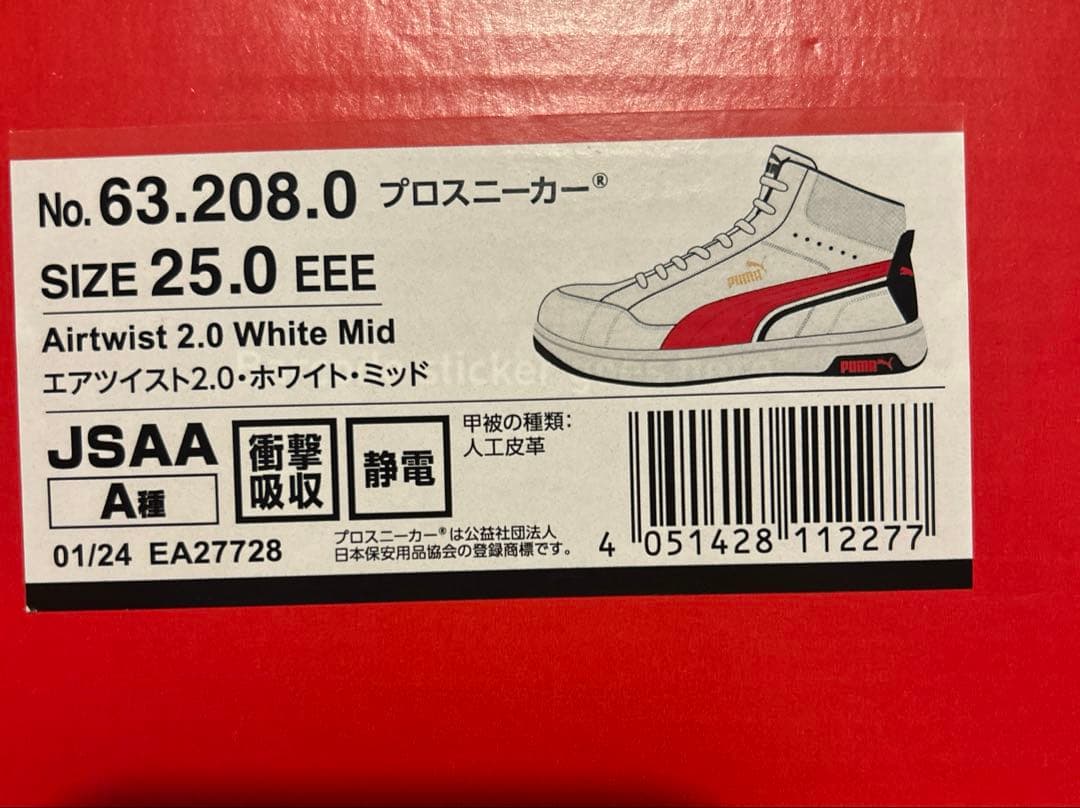 No. 63.208.0 プロスニーカー®
SIZE 25.0 EEE
Airtwist 2.0 White Mid
エアツイスト2.0・ホワイト・ミッド
Barcode sticker goes here
PUMA
PUMA
JSAA
A種
衝撃
吸収
静電
甲被の種類:
人工皮革
01/24 EA27728
プロスニーカー®は公益社団法人
日本保安用品協会の登録商標です。
4 051428 112277